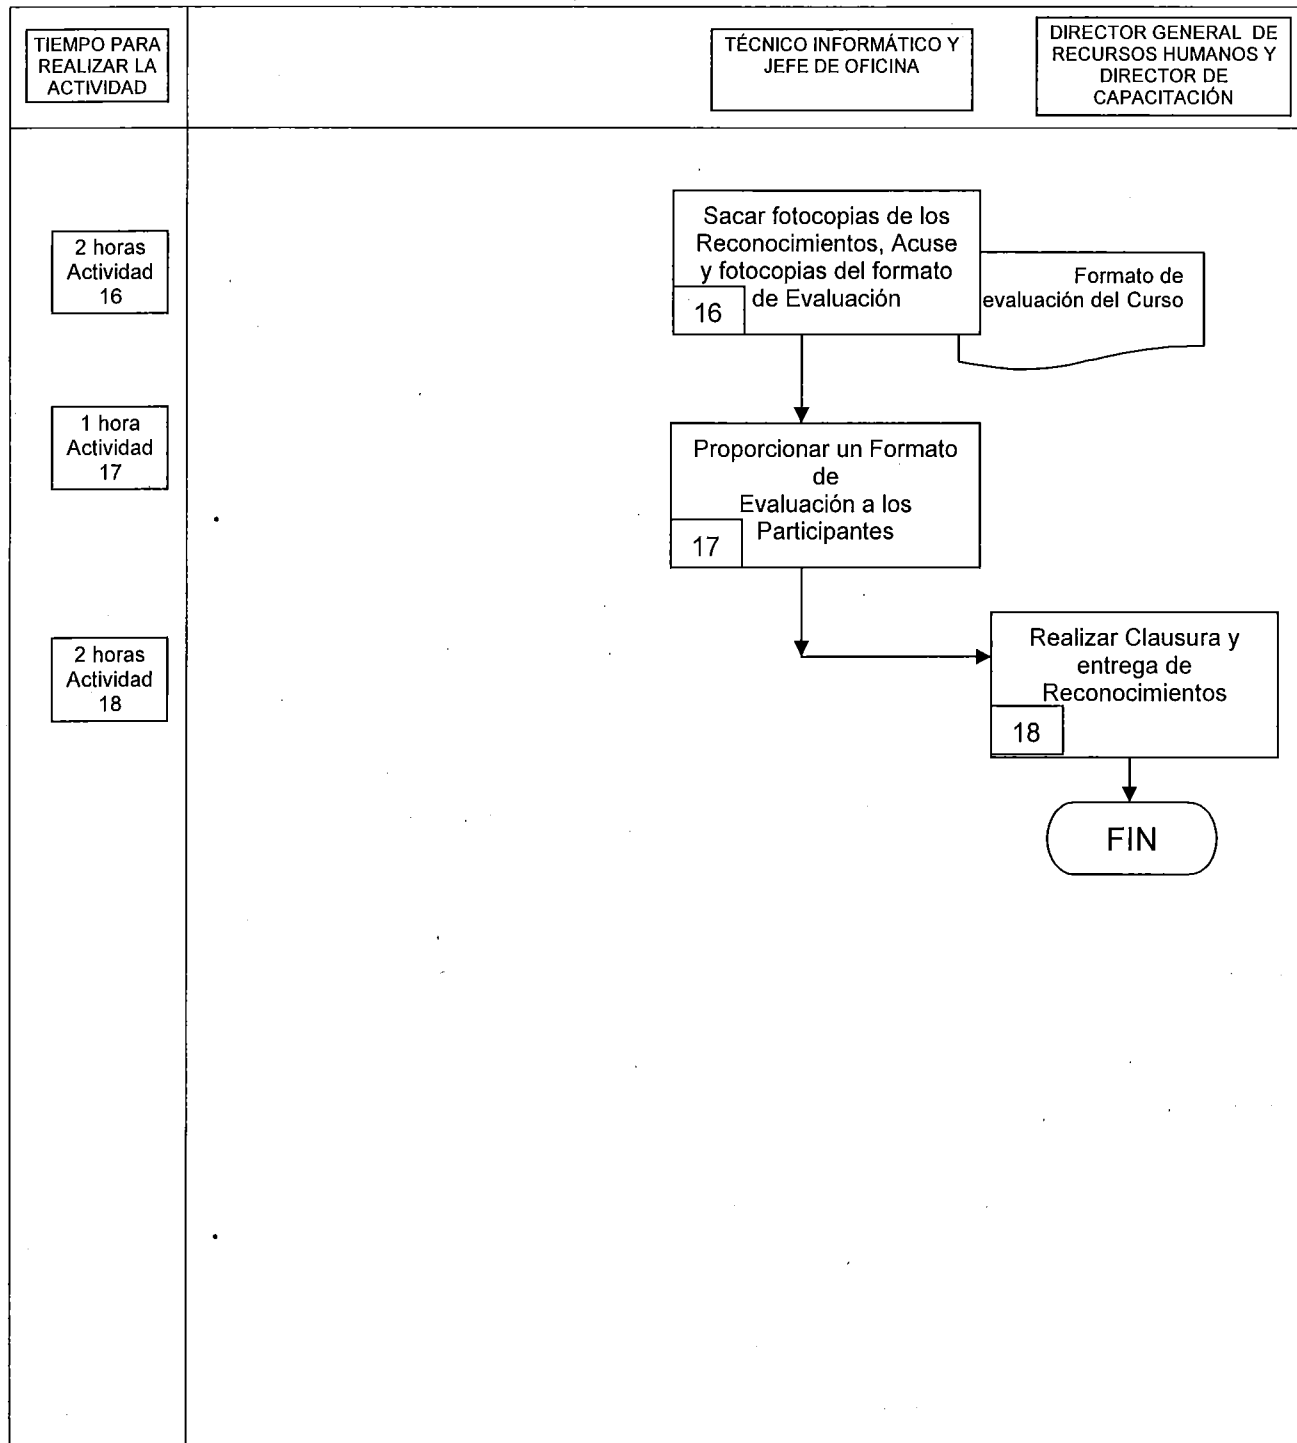 TIEMPO PARA
REALIZAR LA
ACTIVIDAD
TÉCNICO INFORMÁTICO Y
JEFE DE OFICINA
DIRECTOR GENERAL DE
RECURSOS HUMANOS Y
DIRECTOR DE
CAPACITACIÓN
2 horas
Actividad
16
Sacar fotocopias de los
Reconocimientos, Acuse
y fotocopias del formato
de Evaluación
16
Formato de
evaluación del Curso
1 hora
Actividad
17
Proporcionar un Formato
de
Evaluación a los
Participantes
17
2 horas
Actividad
18
Realizar Clausura y
entrega de
Reconocimientos
18
FIN